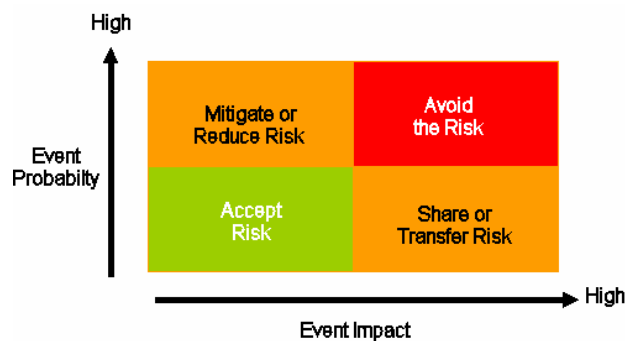 High
Mitigate or
Reduce Risk
Avoid
the Risk
Event
Probabilty
Accept
Risk
Share or
Transfer Risk
High
Event Impact